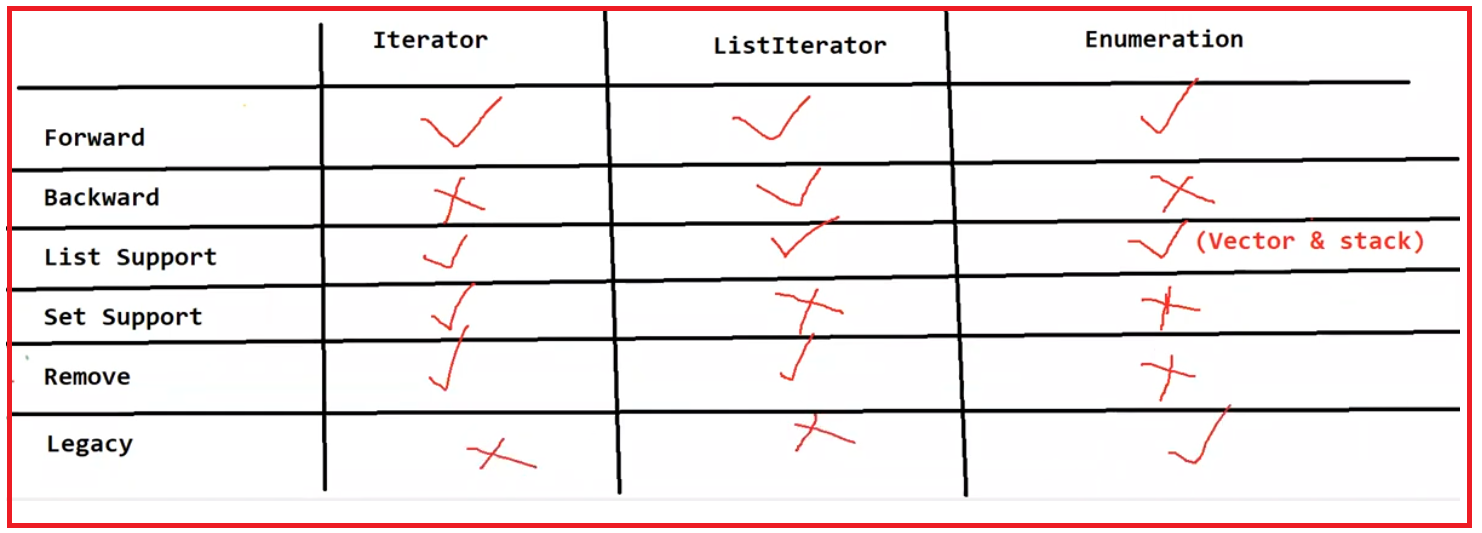 Iterator ListIterator Enumeration
Forward ✓ ✓ ✓
Backward ✗ ✓ ✗
List Support ✓ ✓ ✓ (Vector & stack)
Set Support ✓ ✗ ✗
Remove ✓ ✓ ✗
Legacy ✗ ✗ ✓